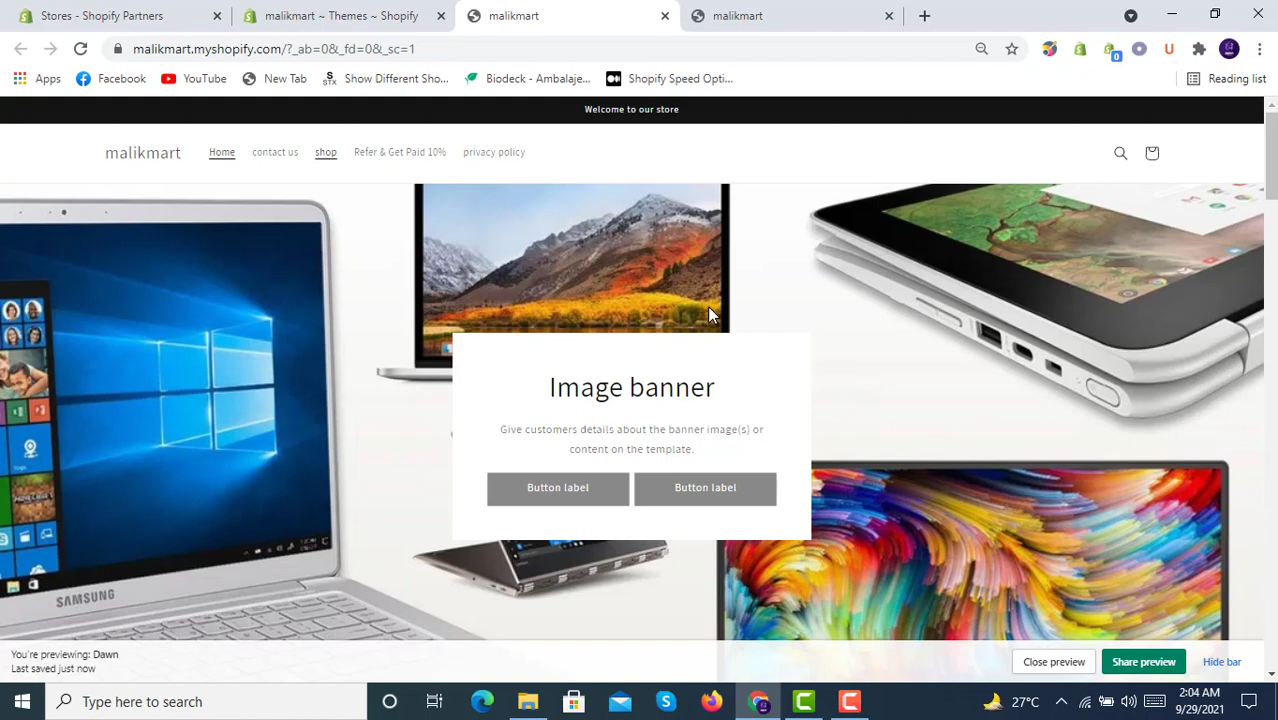 Stores - Shopify Partners
malikmart ~ Themes ~ Shopify
malikmart
malikmart
malikmart.myshopify.com/?_ab=0&_fd=0&_sc=1
0
U
Apps
Facebook
YouTube
New Tab
STX
Show Different Sho...
Biodeck - Ambalaje...
Shopify Speed Opti...
Reading list
Welcome to our store
malikmart
Home
contact us
shop
Refer & Get Paid 10%
privacy policy
Image banner
Give customers details about the banner image(s) or
content on the template.
Button label
Button label
SAMSUNG
You're previewing: Dawn
Last saved just now
Close preview
Share preview
Hide bar
Type here to search
27°C
2:04 AM
9/29/2021